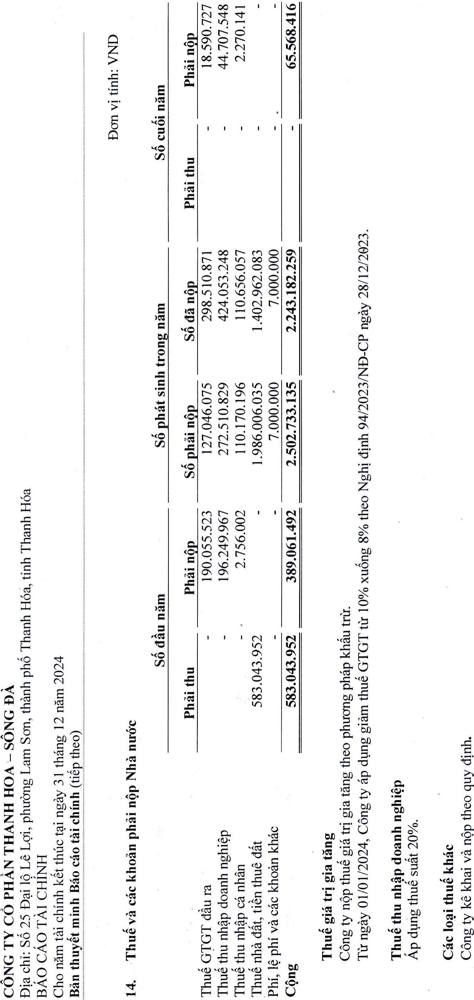 CÔNG TY CỔ PHẦN THANH HOA – SÔNG ĐÀ
Địa chỉ: Số 25 Đại lộ Lê Lợi, phường Lam Sơn, thành phố Thanh Hóa, tỉnh Thanh Hóa
BÁO CÁO TÀI CHÍNH
Cho năm tài chính kết thúc tại ngày 31 tháng 12 năm 2024
Bản thuyết minh Báo cáo tài chính (tiếp theo)
Đơn vị tính: VND
14. Thuế và các khoản phải nộp Nhà nước
Số đầu năm Số phát sinh trong năm Số cuối năm
Phải thu Phải nộp Số phải nộp Số đã nộp Phải thu Phải nộp
Thuế GTGT đầu ra - 190.055.523 127.046.075 298.510.871 - 18.590.727
Thuế thu nhập doanh nghiệp - 196.249.967 272.510.829 424.053.248 - 44.707.548
Thuế thu nhập cá nhân - 2.756.002 110.170.196 110.656.057 - 2.270.141
Thuế nhà đất, tiền thuê đất 583.043.952 - 1.986.006.035 1.402.962.083 - -
Phí, lệ phí và các khoản khác - - 7.000.000 7.000.000 - -
Cộng 583.043.952 389.061.492 2.502.733.135 2.243.182.259 - 65.568.416
Thuế giá trị gia tăng
Công ty nộp thuế giá trị gia tăng theo phương pháp khấu trừ.
Từ ngày 01/01/2024, Công ty áp dụng giảm thuế GTGT từ 10% xuống 8% theo Nghị định 94/2023/NĐ-CP ngày 28/12/2023.
Thuế thu nhập doanh nghiệp
Áp dụng thuế suất 20%.
Các loại thuế khác
Công ty kê khai và nộp theo quy định.